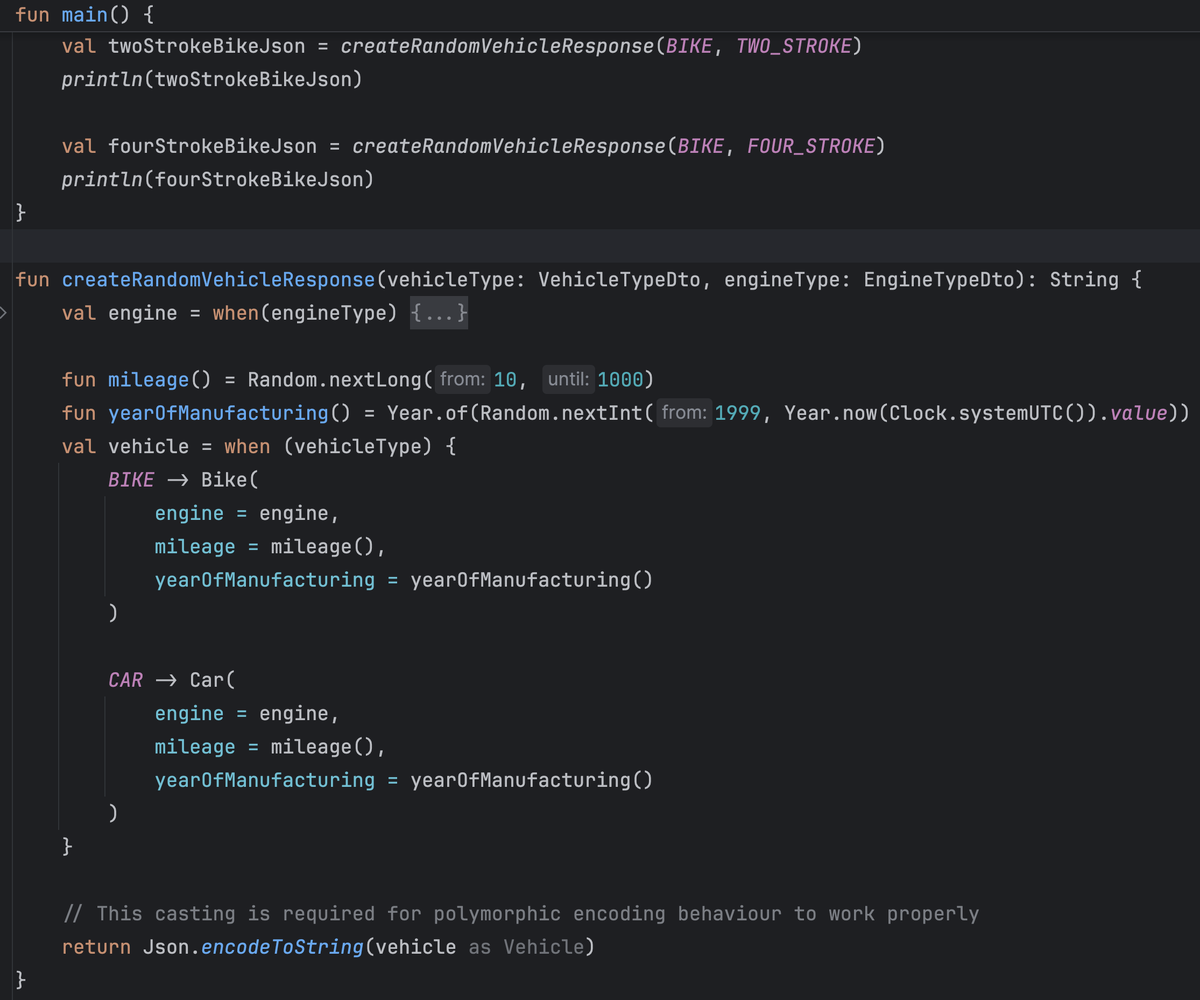 fun main() {
    val twoStrokeBikeJson = createRandomVehicleResponse(BIKE, TWO_STROKE)
    println(twoStrokeBikeJson)
    val fourStrokeBikeJson = createRandomVehicleResponse(BIKE, FOUR_STROKE)
    println(fourStrokeBikeJson)
}
fun createRandomVehicleResponse(vehicleType: VehicleTypeDto, engineType: EngineTypeDto): String {
    val engine = when(engineType) {...}
    fun mileage() = Random.nextLong( from: 10,  until: 1000)
    fun yearOfManufacturing() = Year.of(Random.nextInt( from: 1999, Year.now(Clock.systemUTC()).value))
    val vehicle = when (vehicleType) {
        BIKE → Bike(
            engine = engine,
            mileage = mileage(),
            yearOfManufacturing = yearOfManufacturing()
        )
        CAR → Car(
            engine = engine,
            mileage = mileage(),
            yearOfManufacturing = yearOfManufacturing()
        )
    }
    // This casting is required for polymorphic encoding behaviour to work properly
    return Json.encodeToString(vehicle as Vehicle)
}